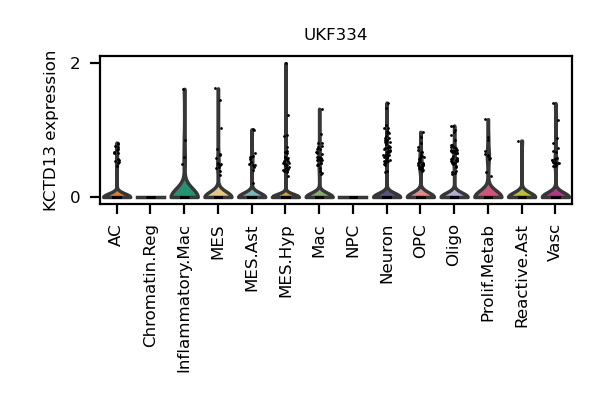 UKF334
KCTD13 expression
2
0
AC
Chromatin.Reg
Inflammatory.Mac
MES
MES.Ast
MES.Hyp
Mac
NPC
Neuron
OPC
Oligo
Prolif.Metab
Reactive.Ast
Vasc